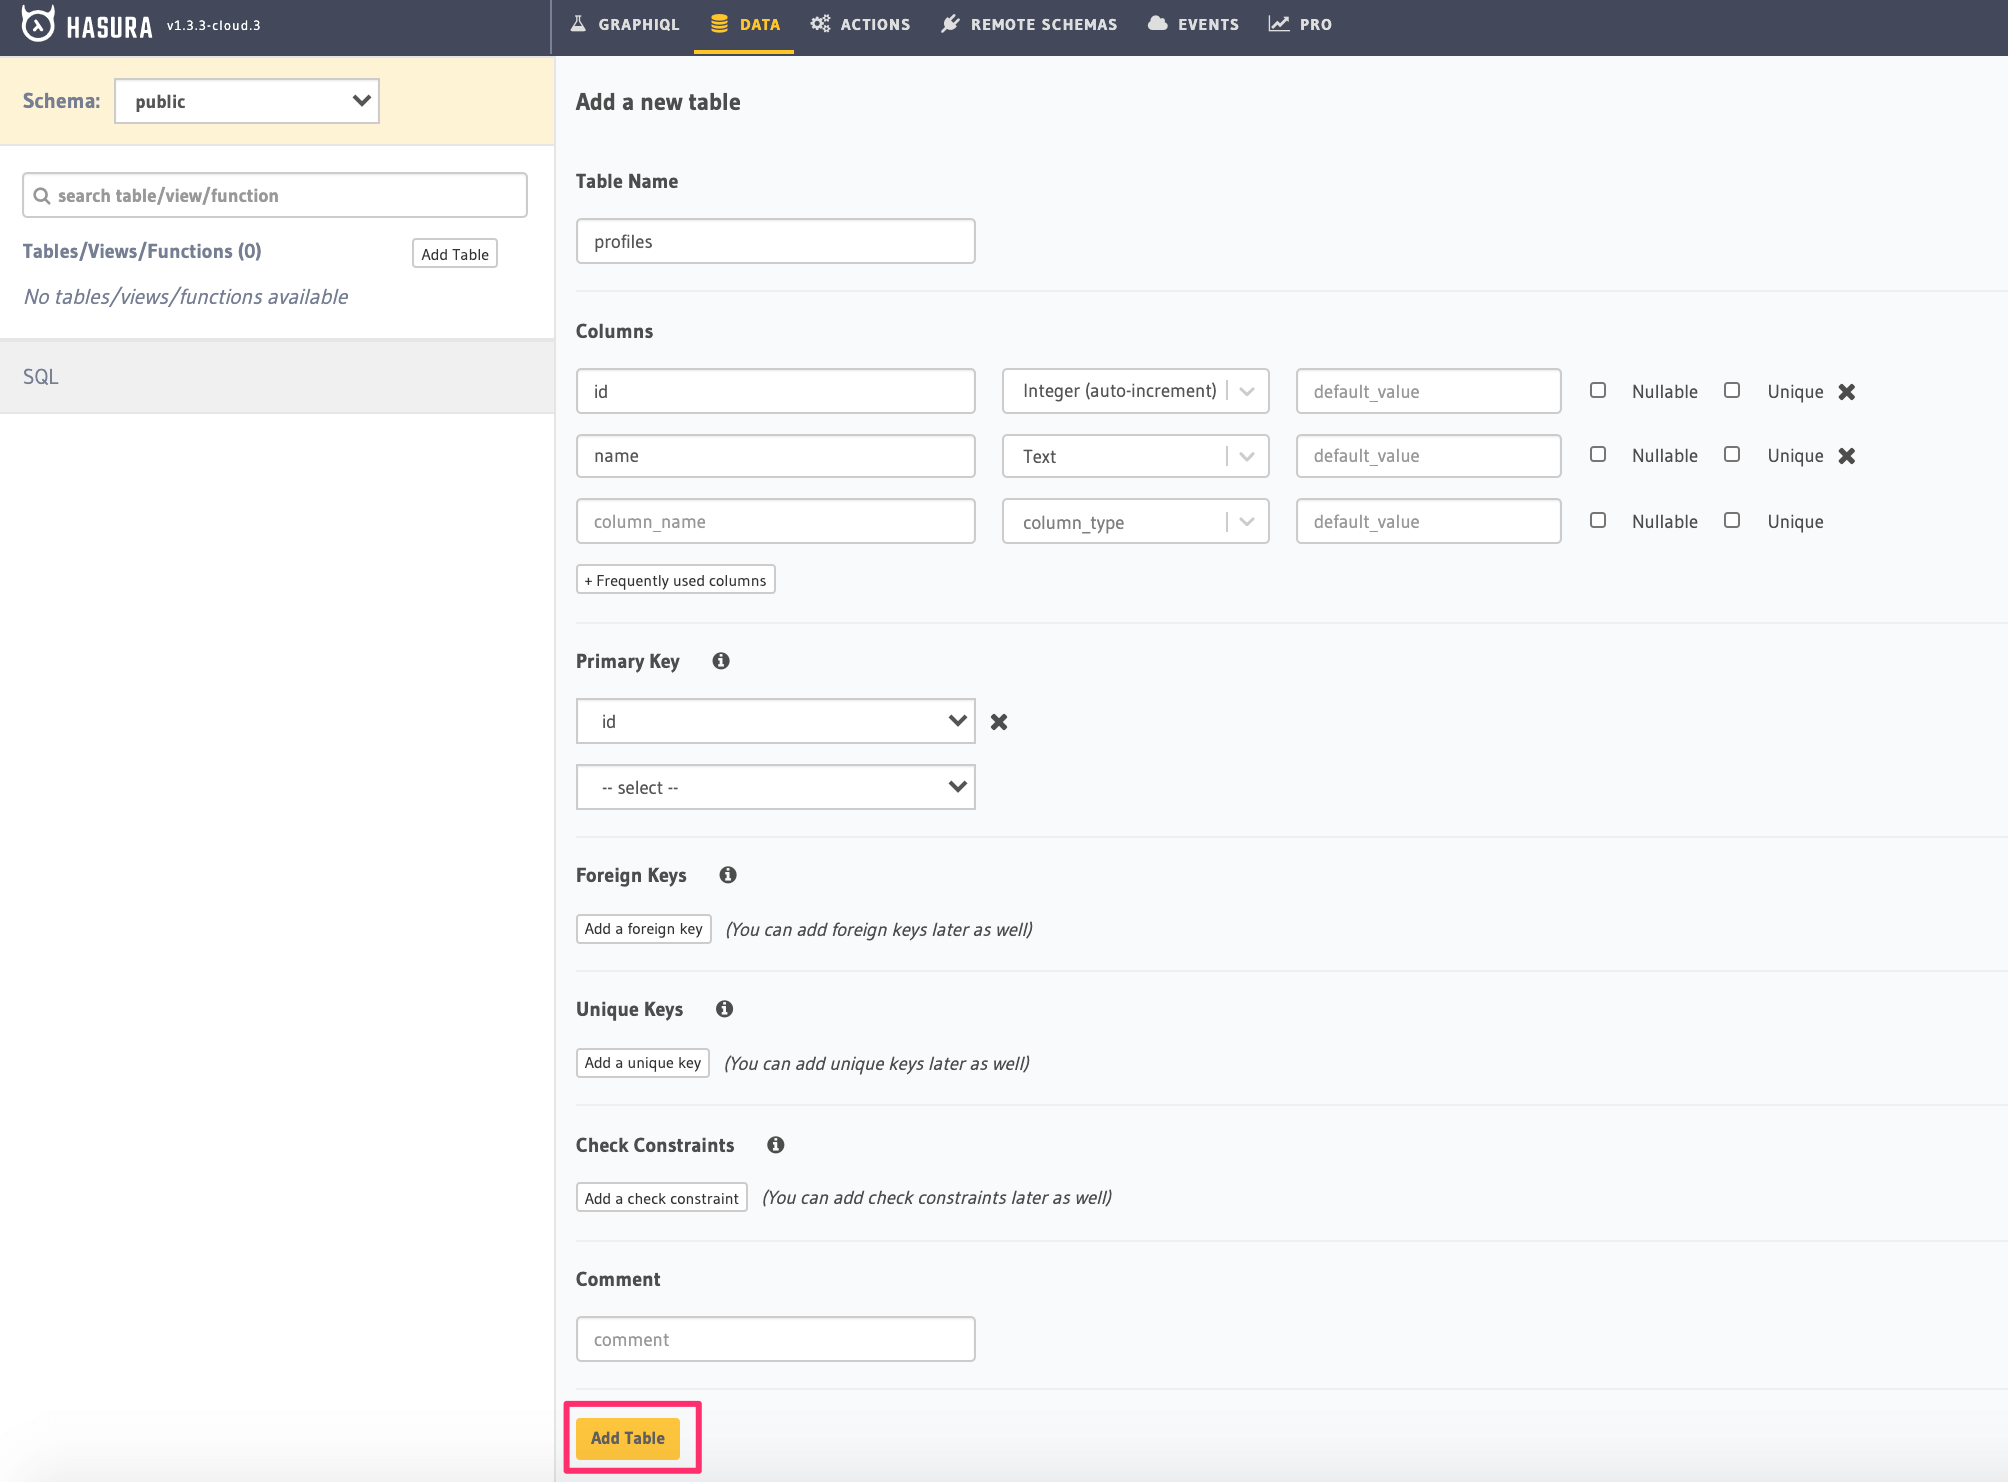 HASURA v1.3.3-cloud.3 GRAPHIQL DATA ACTIONS REMOTE SCHEMAS EVENTS PRO
Schema: public
search table/view/function
Tables/Views/Functions (0) Add Table
No tables/views/functions available
SQL
Add a new table
Table Name
profiles
Columns
id Integer (auto-increment) default_value Nullable Unique
name Text default_value Nullable Unique
column_name column_type default_value Nullable Unique
+ Frequently used columns
Primary Key
id
-- select --
Foreign Keys
Add a foreign key (You can add foreign keys later as well)
Unique Keys
Add a unique key (You can add unique keys later as well)
Check Constraints
Add a check constraint (You can add check constraints later as well)
Comment
comment
Add Table